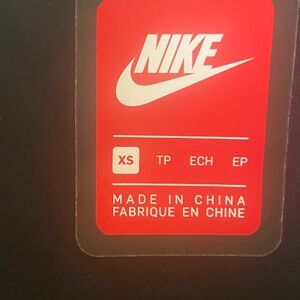 NIKE
XS TP ECH EP
MADE IN CHINA
FABRIQUE EN CHINE